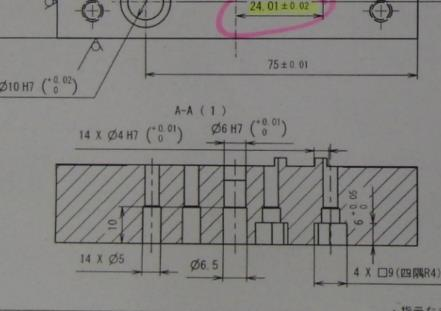 24.01±0.02
75±0.01
Ø10 H7 ( +0.02 0 )
A-A ( 1 )
14 X Ø4 H7 ( +0.01 0 ) Ø6 H7 ( +0.01 0 )
10
6 +0.05 0
14 X Ø5
Ø6.5
4 X □9(四隅R4)